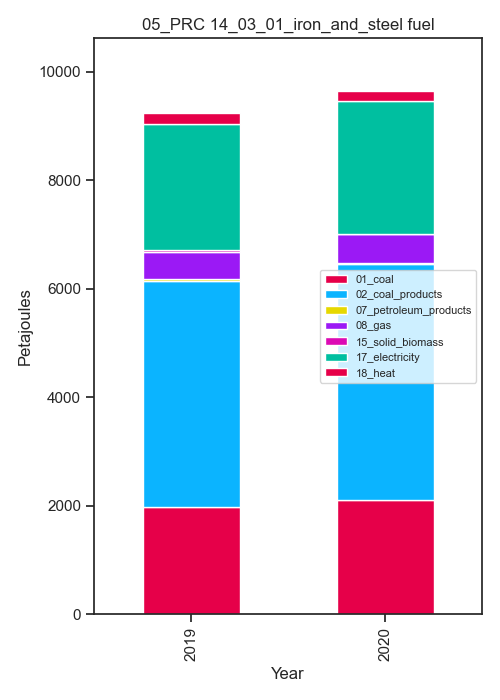 05_PRC 14_03_01_iron_and_steel fuel
10000
8000
6000
4000
2000
0
Petajoules
01_coal
02_coal_products
07_petroleum_products
08_gas
15_solid_biomass
17_electricity
18_heat
2019
2020
Year